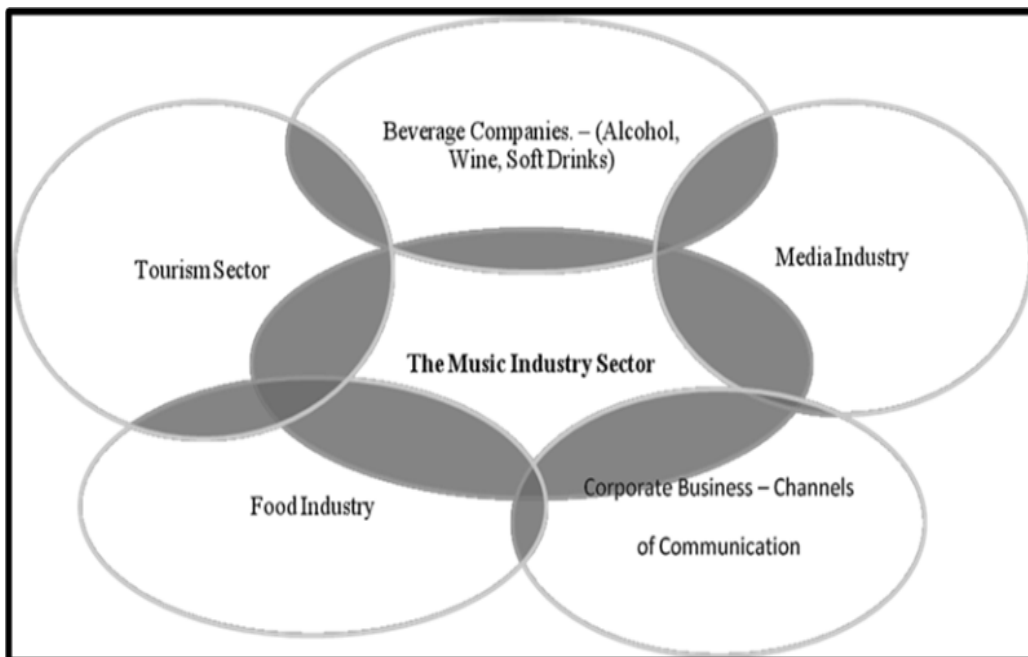 Beverage Companies. – (Alcohol,
Wine, Soft Drinks)
Tourism Sector
Media Industry
The Music Industry Sector
Food Industry
Corporate Business – Channels
of Communication